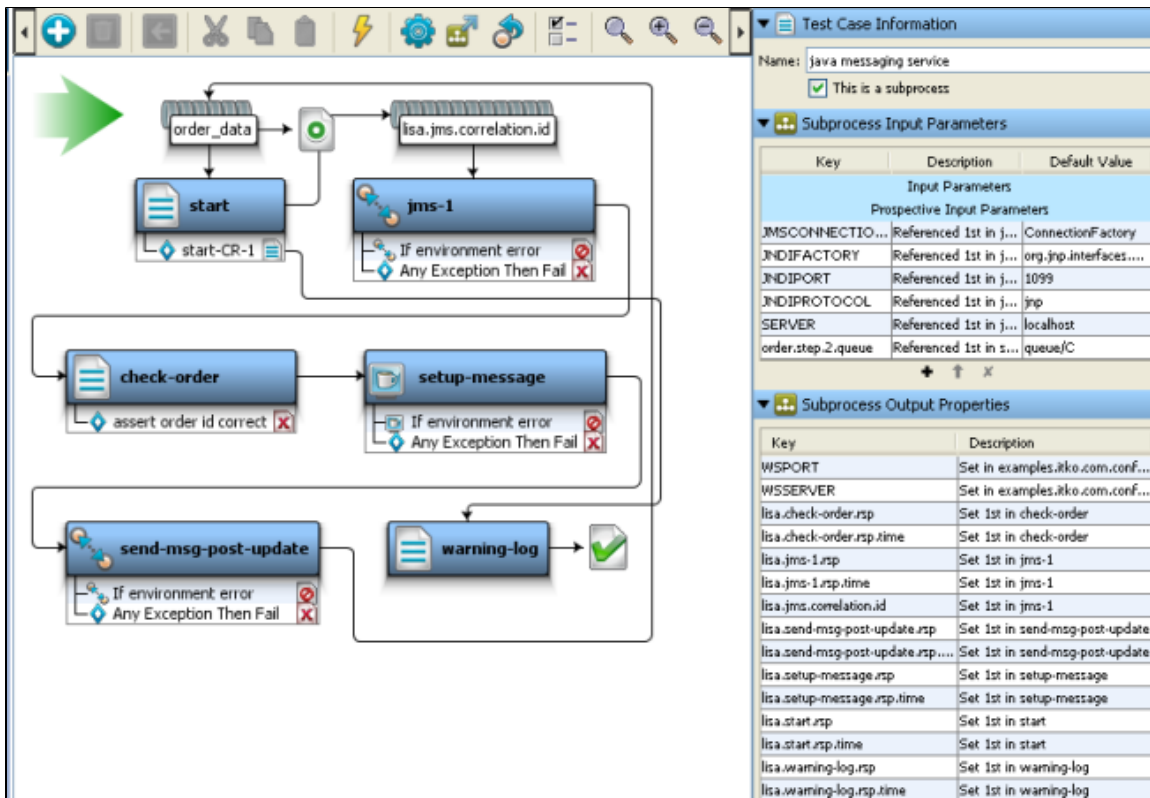 order_data
lisa.jms.correlation.id
start
start-CR-1
jms-1
If environment error
Any Exception Then Fail
check-order
assert order id correct
setup-message
If environment error
Any Exception Then Fail
send-msg-post-update
If environment error
Any Exception Then Fail
warning-log
Test Case Information
Name: java messaging service
This is a subprocess
Subprocess Input Parameters
Key Description Default Value
Input Parameters
Prospective Input Parameters
JMSCONNECTIO... Referenced 1st in j... ConnectionFactory
JNDIFACTORY Referenced 1st in j... org.jnp.interfaces....
JNDIPORT Referenced 1st in j... 1099
JNDIPROTOCOL Referenced 1st in j... jnp
SERVER Referenced 1st in j... localhost
order.step.2.queue Referenced 1st in s... queue/C
Subprocess Output Properties
Key Description
WSPORT Set in examples.itko.com.conf...
WSSERVER Set in examples.itko.com.conf...
lisa.check-order.rsp Set 1st in check-order
lisa.check-order.rsp.time Set 1st in check-order
lisa.jms-1.rsp Set 1st in jms-1
lisa.jms-1.rsp.time Set 1st in jms-1
lisa.jms.correlation.id Set 1st in jms-1
lisa.send-msg-post-update.rsp Set 1st in send-msg-post-update
lisa.send-msg-post-update.rsp.... Set 1st in send-msg-post-update
lisa.setup-message.rsp Set 1st in setup-message
lisa.setup-message.rsp.time Set 1st in setup-message
lisa.start.rsp Set 1st in start
lisa.start.rsp.time Set 1st in start
lisa.warning-log.rsp Set 1st in warning-log
lisa.warning-log.rsp.time Set 1st in warning-log